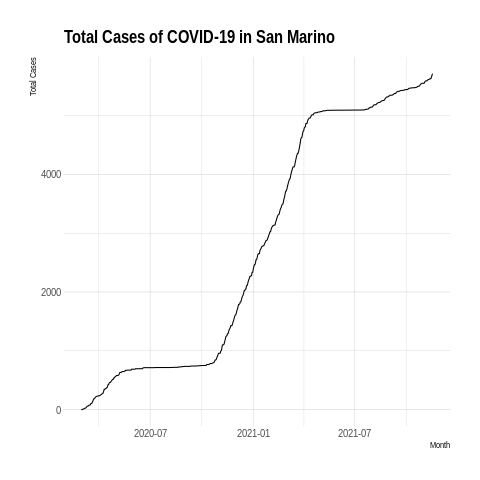 Total Cases of COVID-19 in San Marino
Total Cases
4000
2000
0
2020-07
2021-01
2021-07
Month